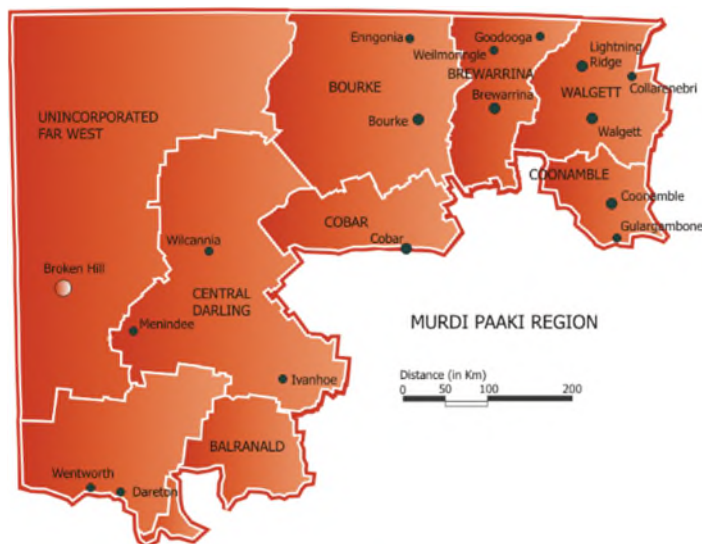 Enngonia
Goodooga
Weilmoringle
Lightning
Ridge
BREWARRINA
Collarenebri
BOURKE
WALGETT
Brewarrina
UNINCORPORATED
FAR WEST
Bourke
Walgett
COONAMBLE
Coonamble
COBAR
Gulargambone
Wilcannia
Cobar
Broken Hill
CENTRAL
DARLING
MURDI PAAKI REGION
Menindee
Distance (in Km)
Ivanhoe
0 50 100 200
BALRANALD
Wentworth
Dareton